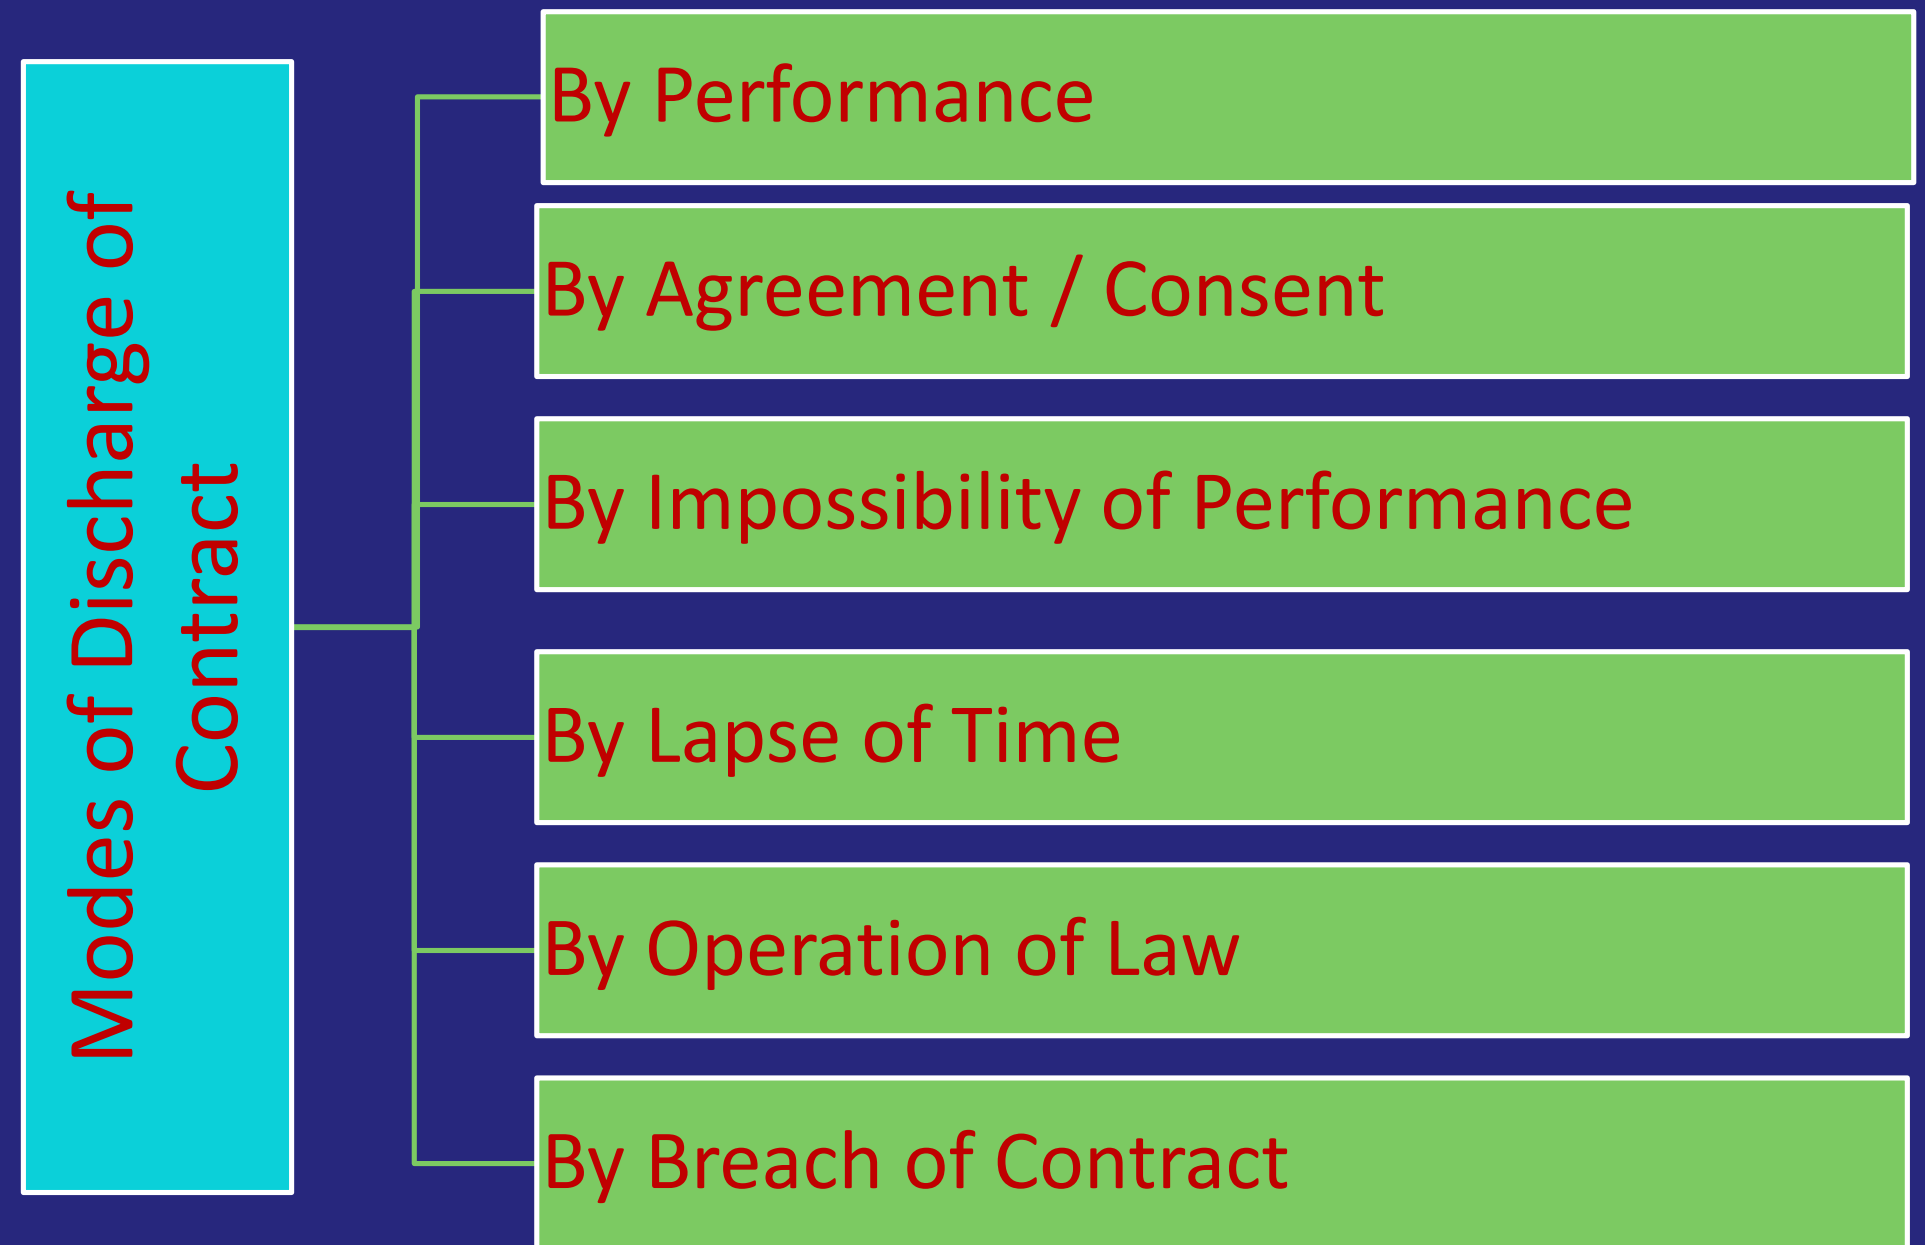 Modes of Discharge of
Contract
By Performance
By Agreement / Consent
By Impossibility of Performance
By Lapse of Time
By Operation of Law
By Breach of Contract